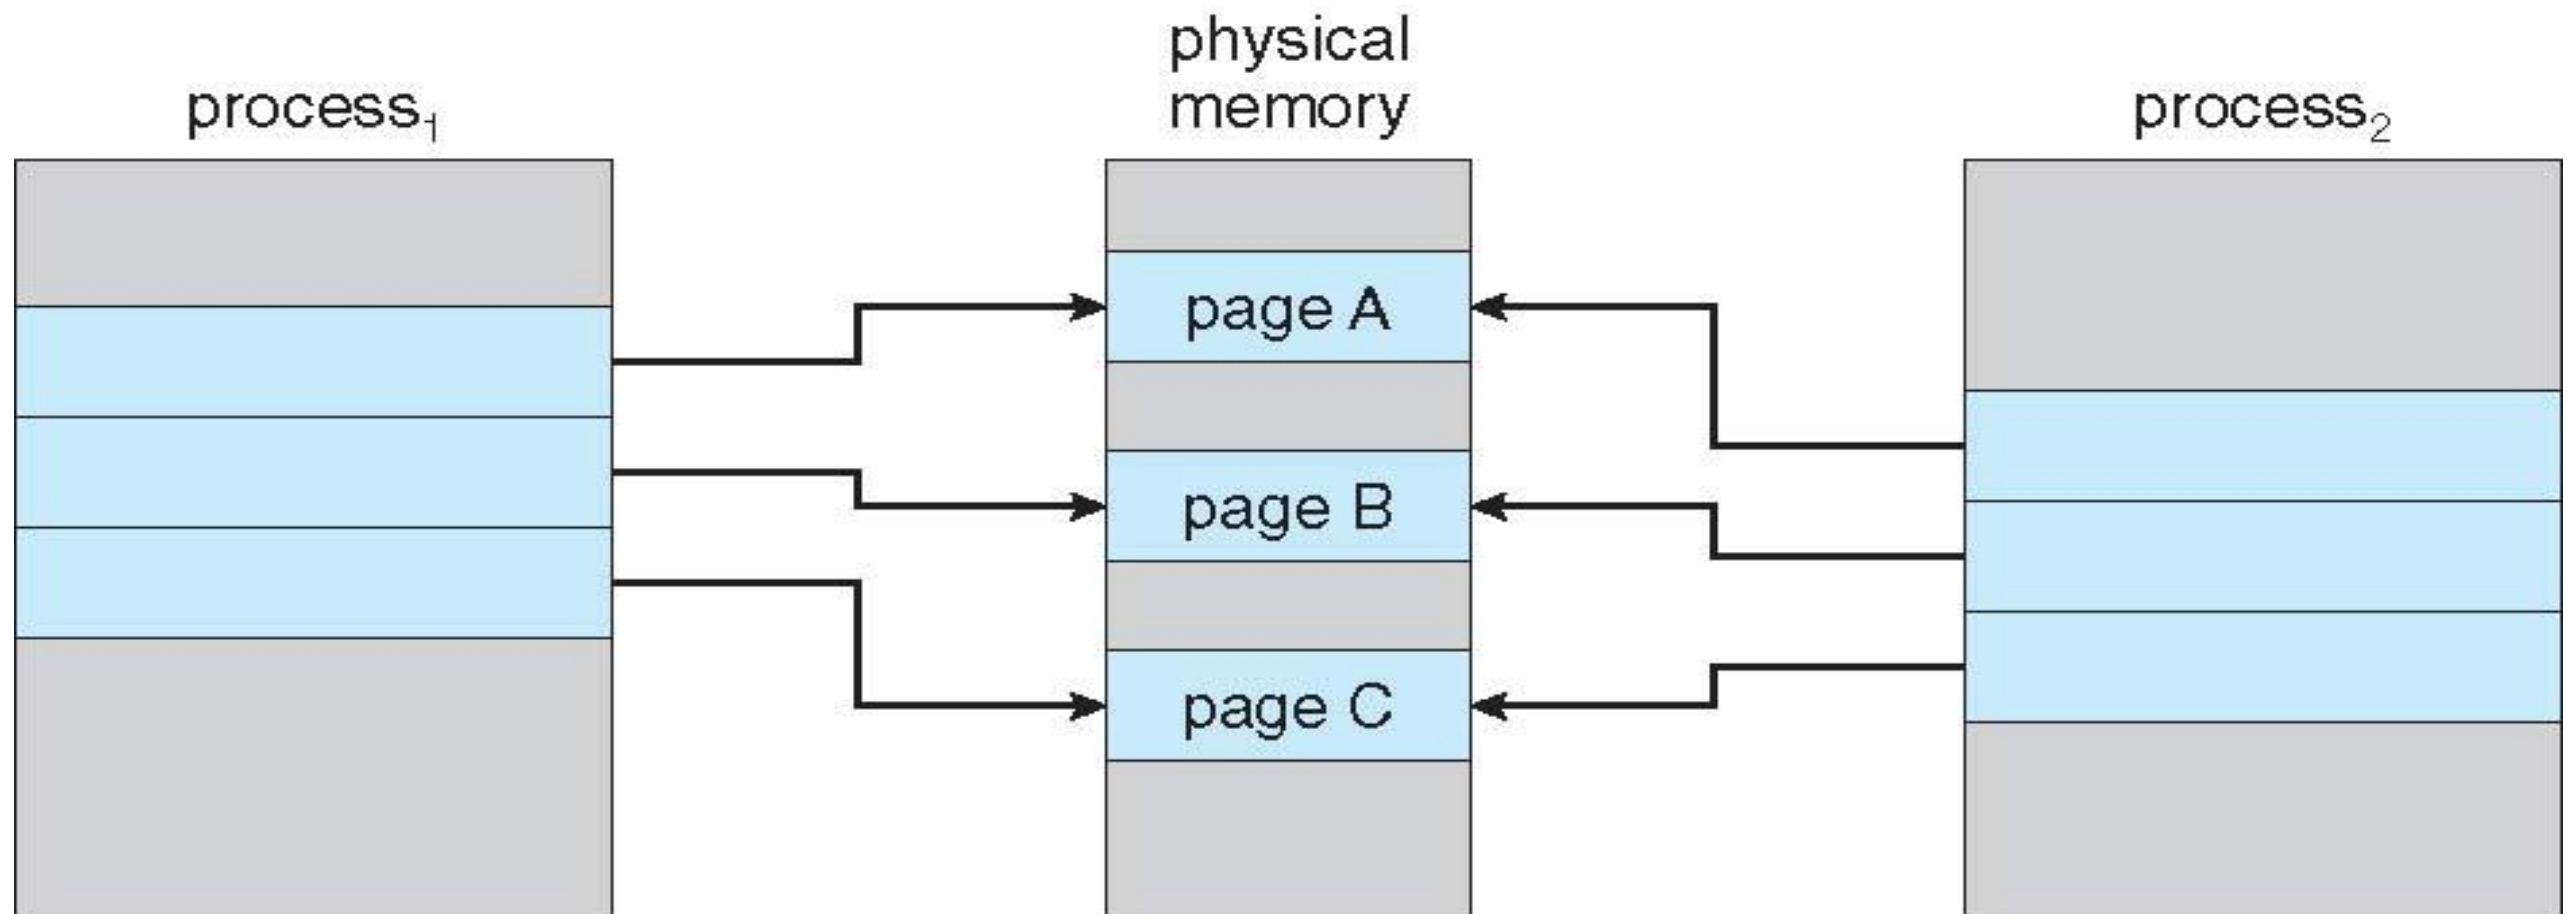 process₁
physical
memory
process₂
page A
page B
page C